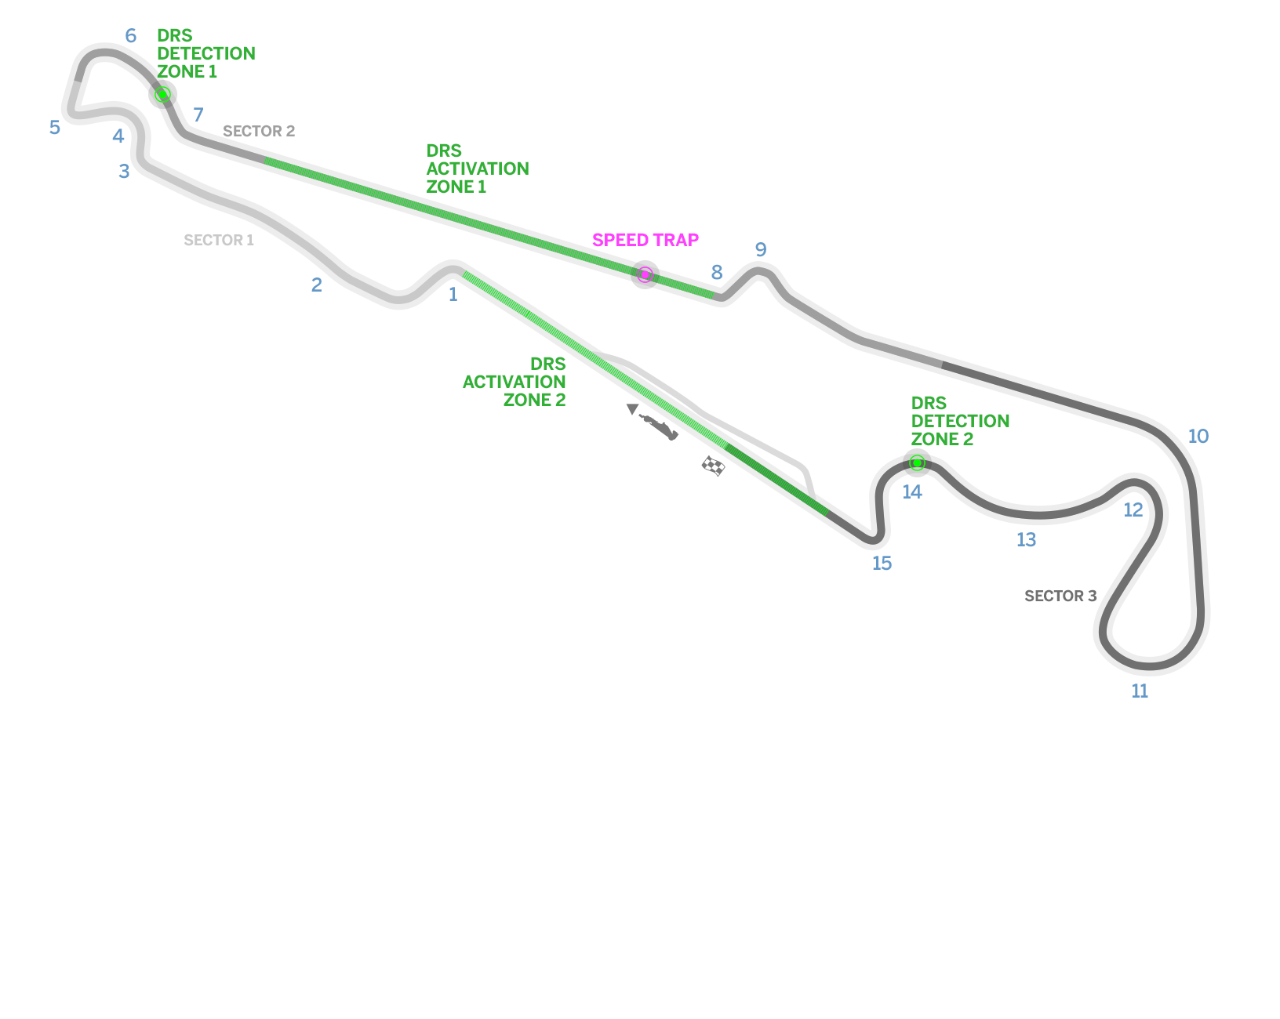 6
DRS
DETECTION
ZONE 1
7
5
4
SECTOR 2
3
DRS
ACTIVATION
ZONE 1
SECTOR 1
SPEED TRAP
9
8
2
1
DRS
ACTIVATION
ZONE 2
DRS
DETECTION
ZONE 2
10
14
12
13
15
SECTOR 3
11